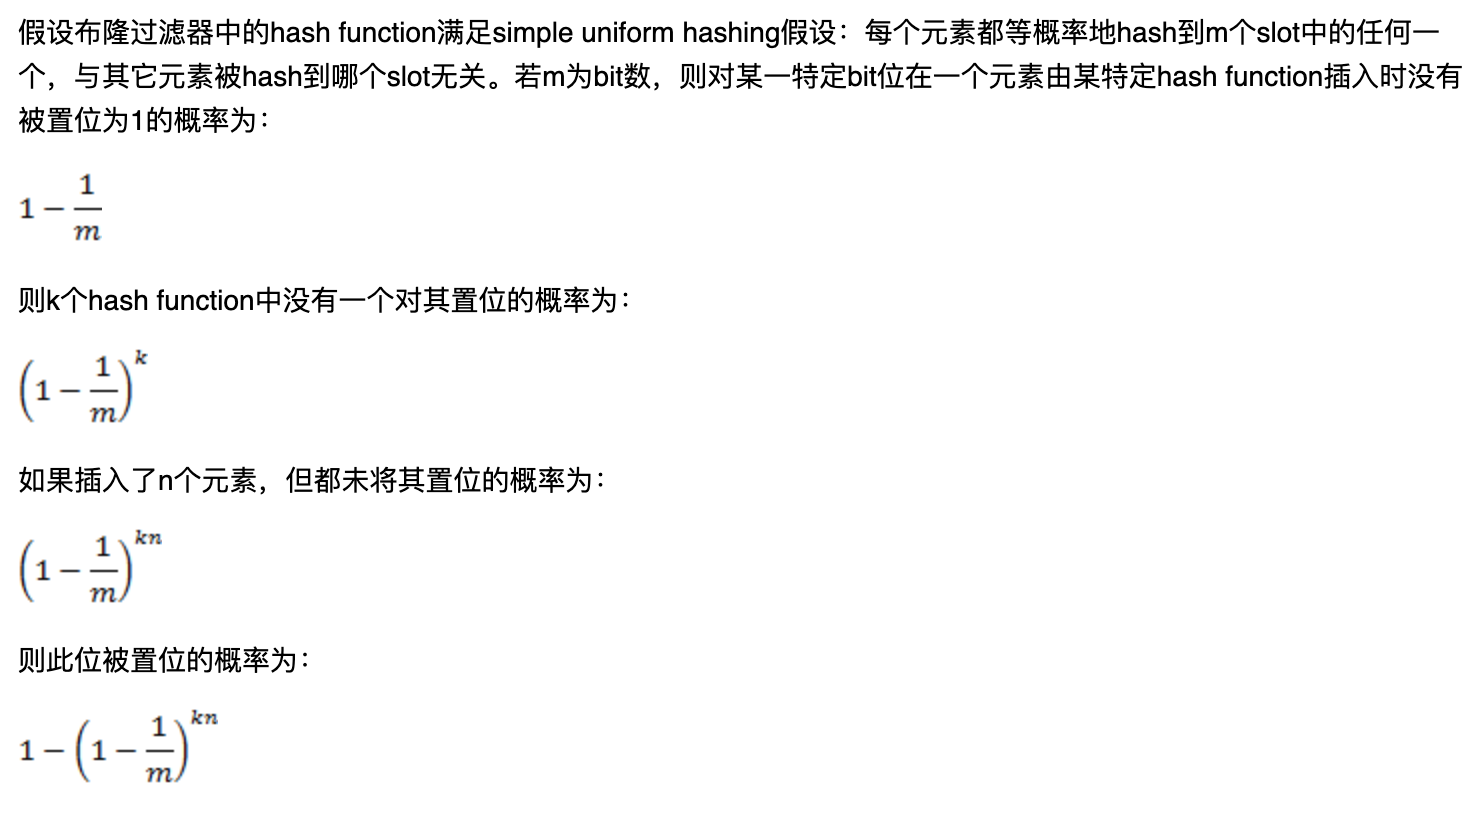 假设布隆过滤器中的hash function满足simple uniform hashing假设：每个元素都等概率地hash到m个slot中的任何一
个，与其它元素被hash到哪个slot无关。若m为bit数，则对某一特定bit位在一个元素由某特定hash function插入时没有
被置位为1的概率为：
1 − 1/m
则k个hash function中没有一个对其置位的概率为：
(1 − 1/m)^k
如果插入了n个元素，但都未将其置位的概率为：
(1 − 1/m)^kn
则此位被置位的概率为：
1 − (1 − 1/m)^kn